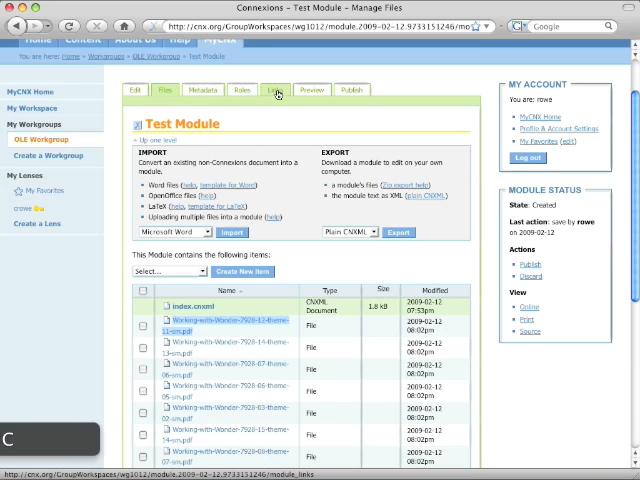 Connexions - Test Module - Manage Files
http://cnx.org/GroupWorkspaces/wg1012/module.2009-02-12.9733151246/mo
Google
Home Content About Us Help MyCNX
You are here: Home » Workgroups » OLE Workgroup » Test Module
MyCNX Home
My Workspace
My Workgroups
OLE Workgroup
Create a Workgroup
My Lenses
My Favorites
crowe
Create a Lens
Edit Files Metadata Roles Links Preview Publish
Test Module
Up one level
IMPORT
Convert an existing non-Connexions document into a
module.
Word files (help, template for Word)
OpenOffice files (help)
LaTeX (help, template for LaTeX)
Uploading multiple files into a module (help)
Microsoft Word Import
EXPORT
Download a module to edit on your own
computer.
a module's files (Zip export help)
the module text as XML (plain CNXML)
Plain CNXML Export
This Module contains the following items:
Select... Create New Item
Name Type Size Modified
index.cnxml CNXML Document 1.8 kB 2009-02-12 07:53pm
Working-with-Wonder-7928-12-theme-11-sm.pdf File 2009-02-12 08:02pm
Working-with-Wonder-7928-14-theme-13-sm.pdf File 2009-02-12 08:02pm
Working-with-Wonder-7928-07-theme-06-sm.pdf File 2009-02-12 08:02pm
Working-with-Wonder-7928-06-theme-05-sm.pdf File 2009-02-12 08:02pm
Working-with-Wonder-7928-03-theme-02-sm.pdf File 2009-02-12 08:02pm
Working-with-Wonder-7928-15-theme-14-sm.pdf File 2009-02-12 08:02pm
Working-with-Wonder-7928-08-theme-07-sm.pdf File 2009-02-12 08:02pm
MY ACCOUNT
You are: rowe
MyCNX Home
Profile & Account Settings
My Favorites (edit)
Log out
MODULE STATUS
State: Created
Last action: save by rowe
on 2009-02-12
Actions
Publish
Discard
View
Online
Print
Source
C
http://cnx.org/GroupWorkspaces/wg1012/module.2009-02-12.9733151246/module_links